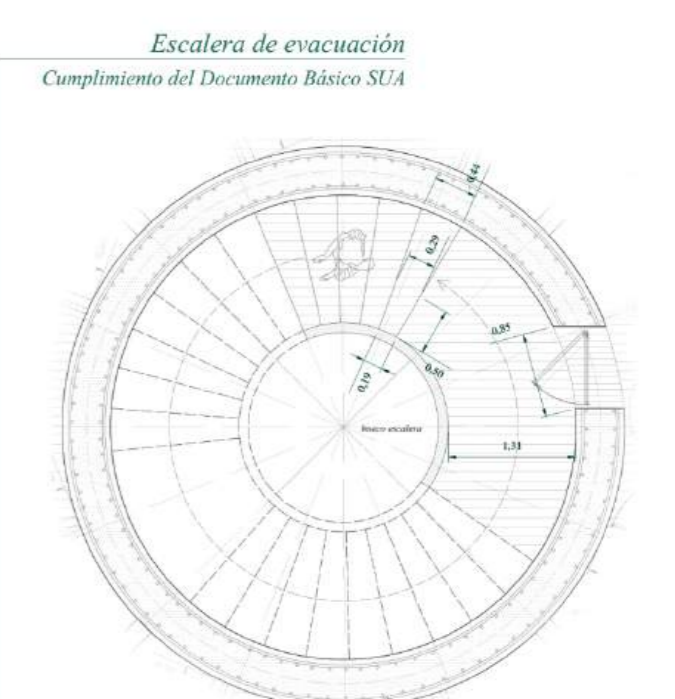 Escalera de evacuación
Cumplimiento del Documento Básico SUA
0,44
0,29
0,85
0,50
0,19
hueco escalera
1,31